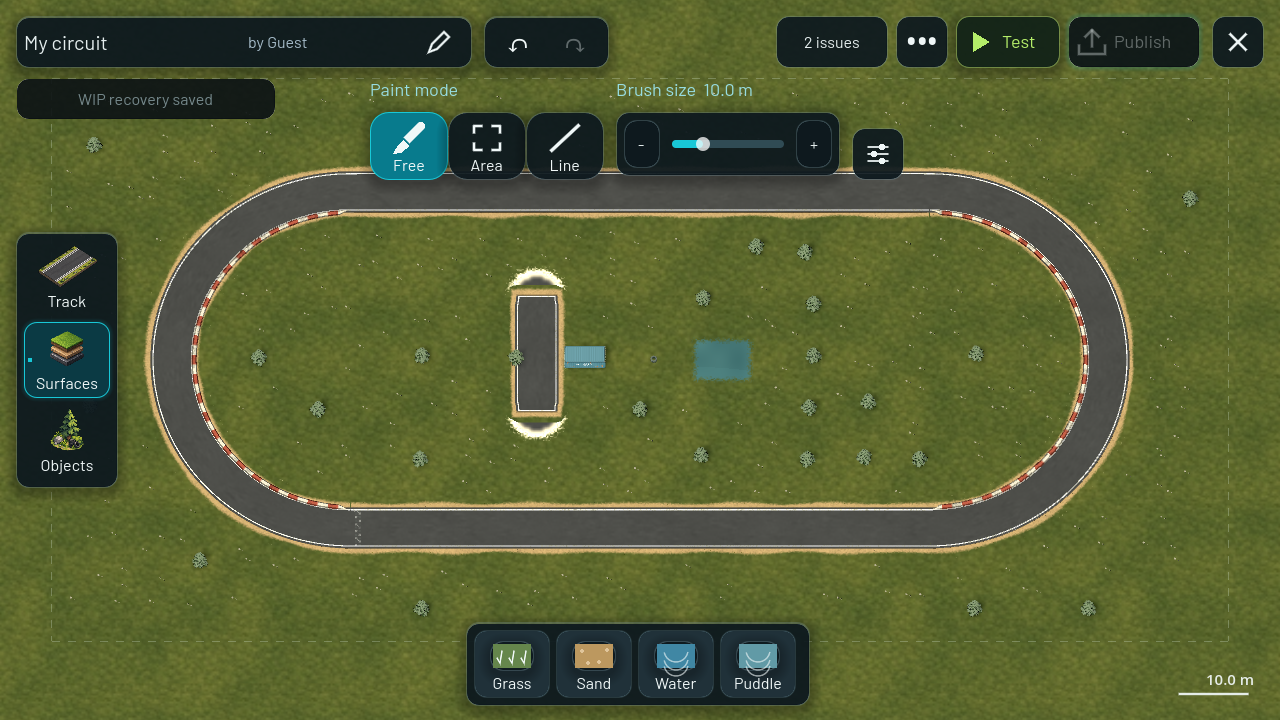 My circuit
by Guest
2 issues
•••
Test
Publish
WIP recovery saved
Paint mode
Brush size 10.0 m
Free
Area
Line
-
+
Track
Surfaces
Objects
Grass
Sand
Water
Puddle
10.0 m